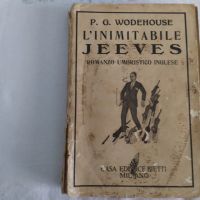 P. G. WODEHOUSE
L'INIMITABILE
JEEVES
ROMANZO UMORISTICO INGLESE
CASA EDITRICE BIETTI
MILANO